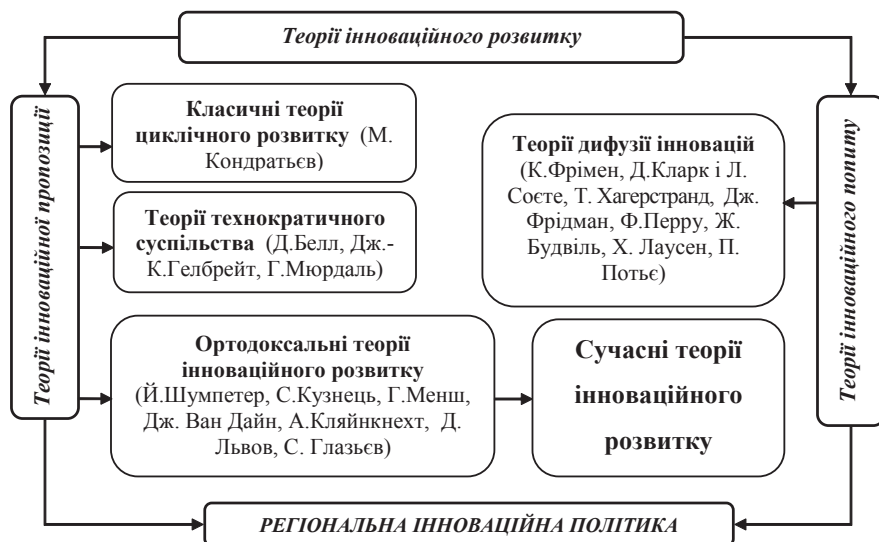 Теорії інноваційного розвитку
Теорії інноваційної пропозиції
Класичні теорії
циклічного розвитку (М.
Кондратьєв)
Теорії технократичного
суспільства (Д.Белл, Дж.-
К.Гелбрейт, Г.Мюрдаль)
Ортодоксальні теорії
інноваційного розвитку
(Й.Шумпетер, С.Кузнець, Г.Менш,
Дж. Ван Дайн, А.Кляйнкнехт, Д.
Львов, С. Глазьєв)
Теорії дифузії інновацій
(К.Фрімен, Д.Кларк і Л.
Соєте, Т. Хагерстранд, Дж.
Фрідман, Ф.Перру, Ж.
Будвіль, Х. Лаусен, П.
Потьє)
Сучасні теорії
інноваційного
розвитку
Теорії інноваційного попиту
РЕГІОНАЛЬНА ІННОВАЦІЙНА ПОЛІТИКА